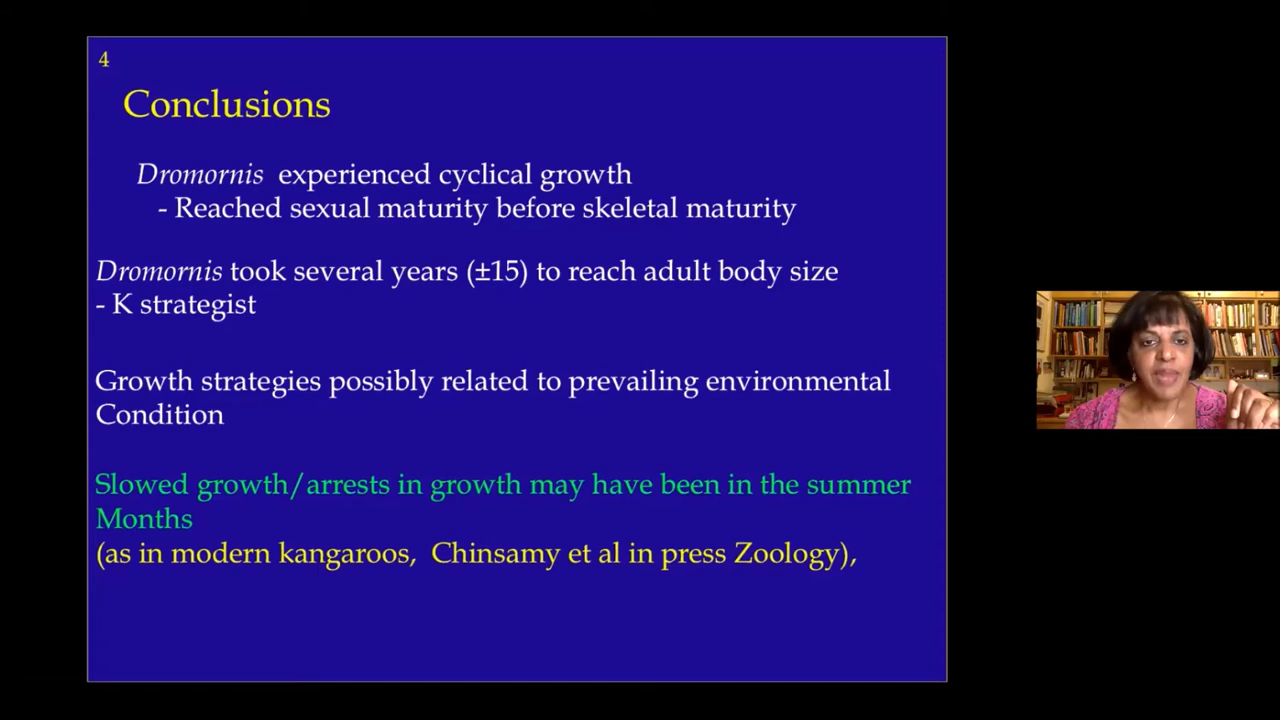 4
Conclusions
Dromornis experienced cyclical growth
- Reached sexual maturity before skeletal maturity
Dromornis took several years (±15) to reach adult body size
- K strategist
Growth strategies possibly related to prevailing environmental
Condition
Slowed growth/arrests in growth may have been in the summer
Months
(as in modern kangaroos, Chinsamy et al in press Zoology),